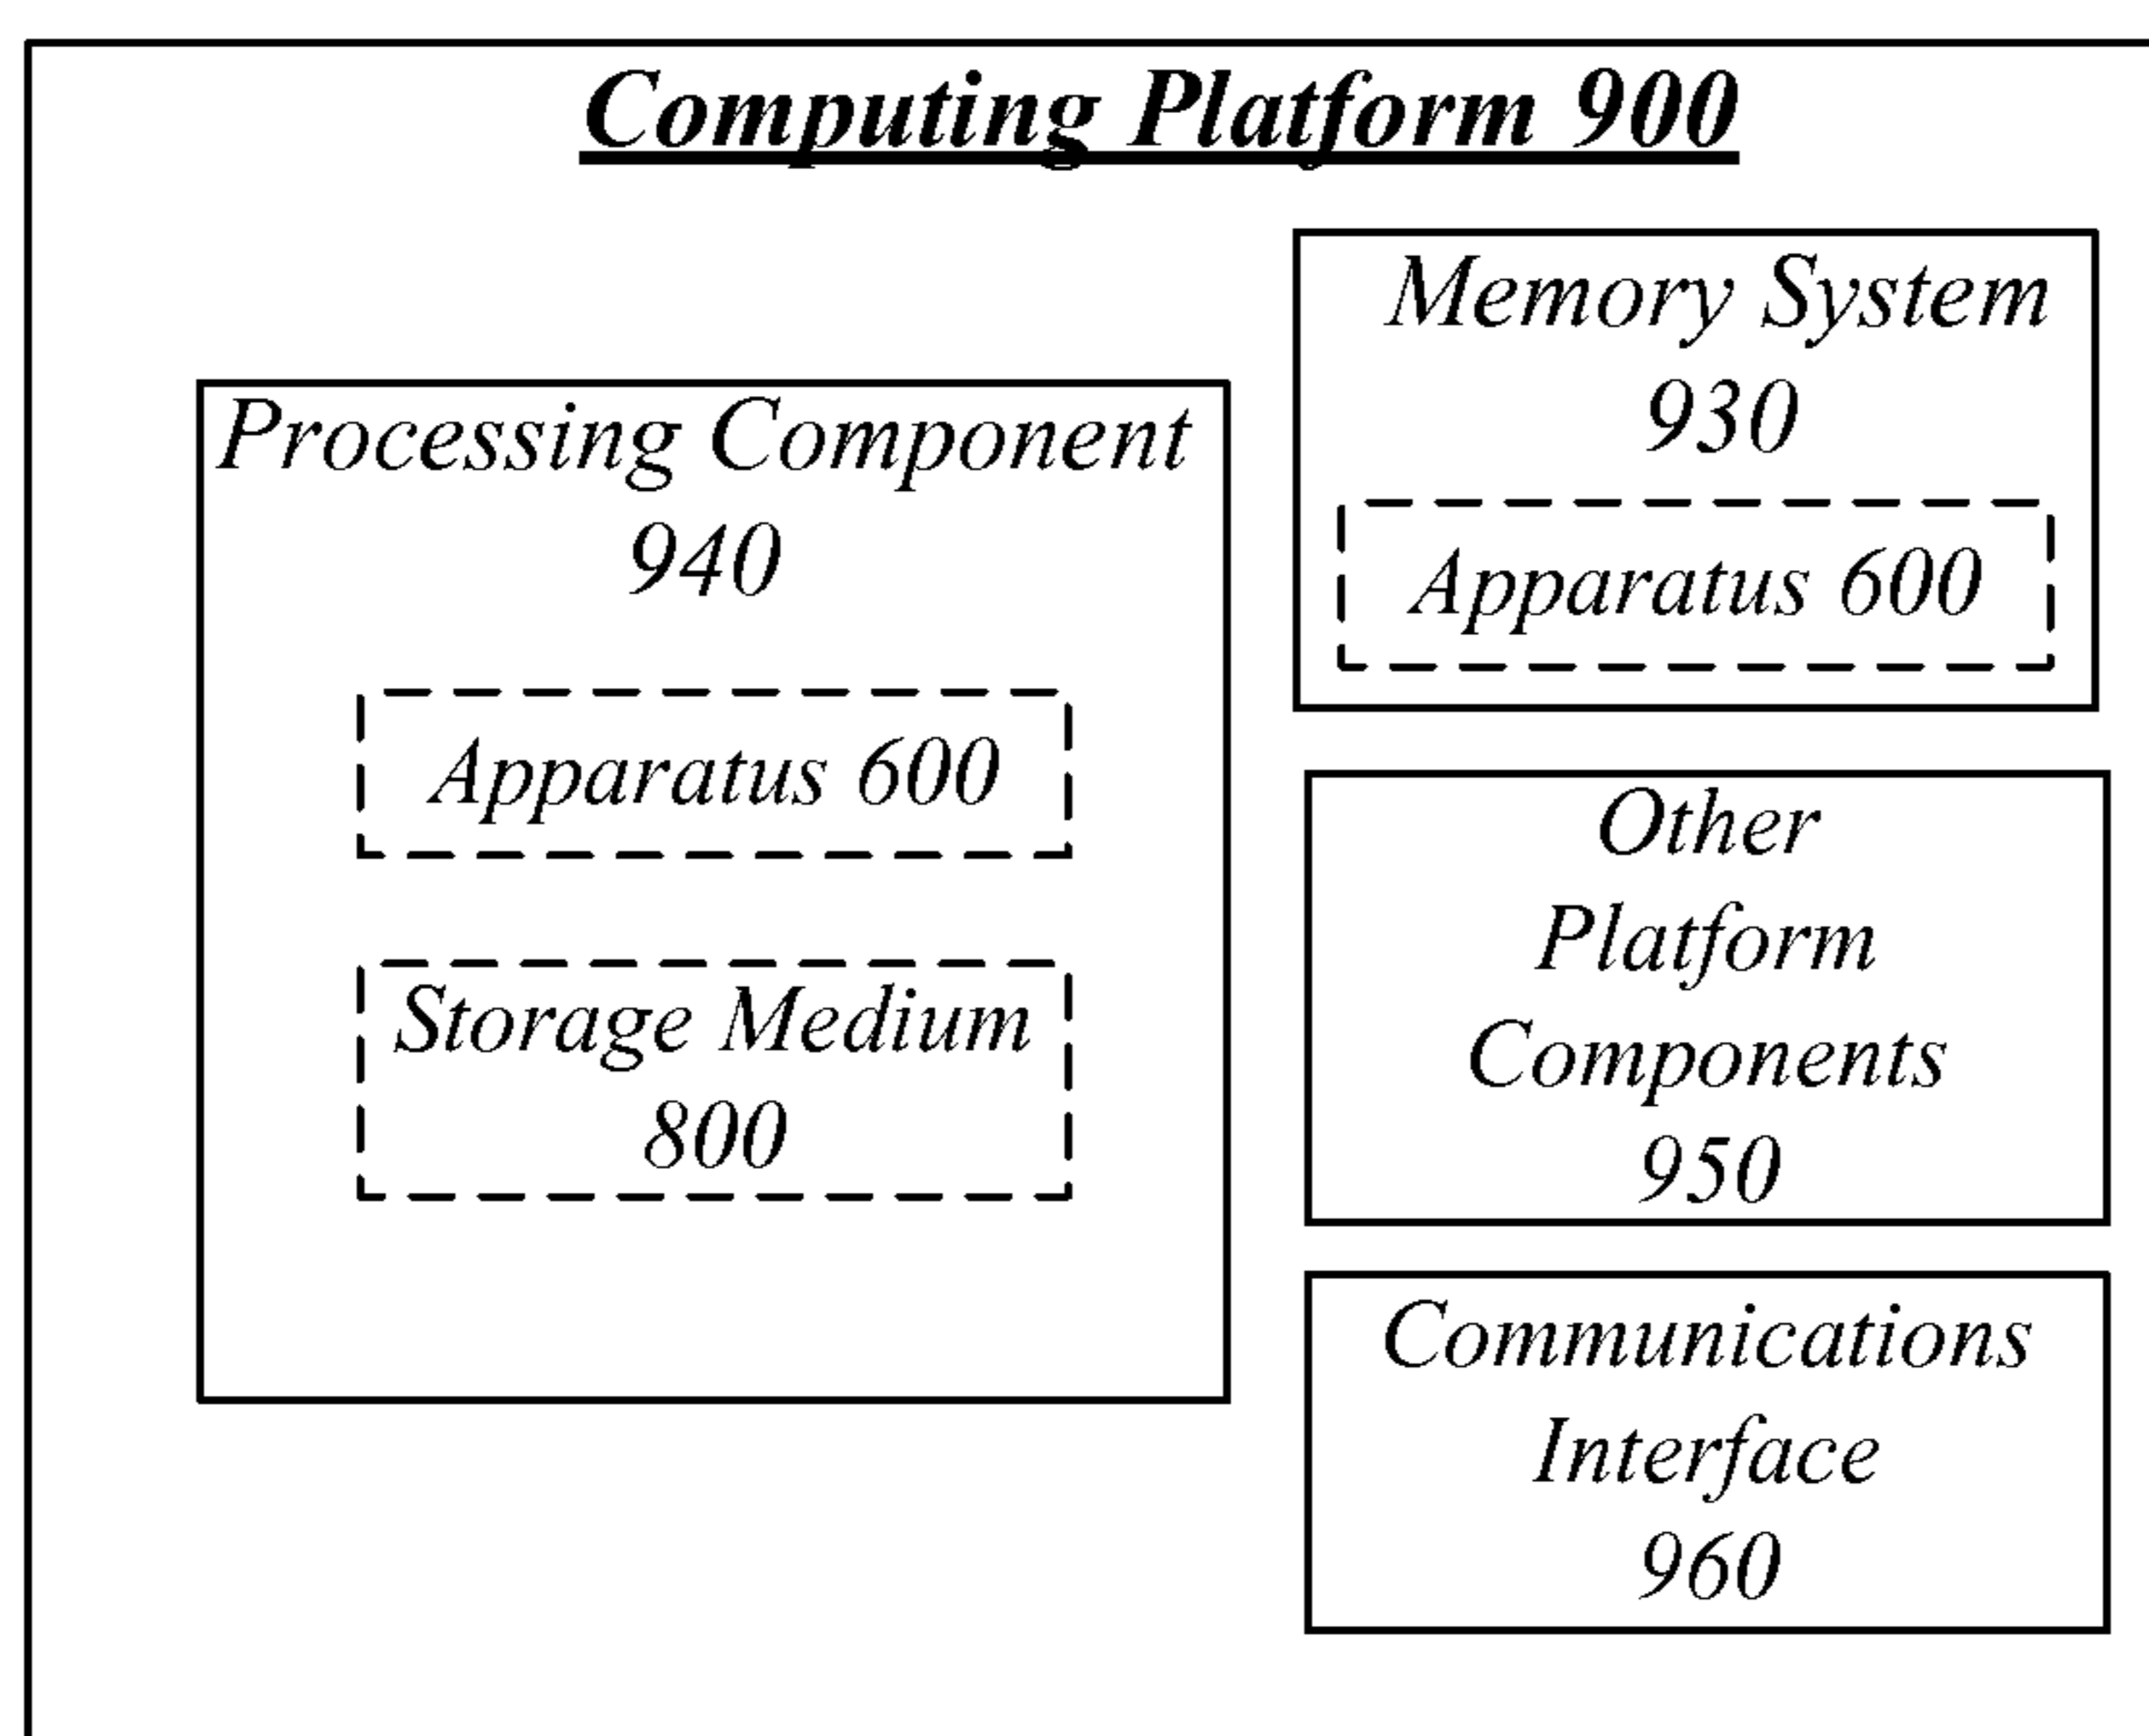 Computing Platform 900
Processing Component
940
Apparatus 600
Storage Medium
800
Memory System
930
Apparatus 600
Other
Platform
Components
950
Communications
Interface
960